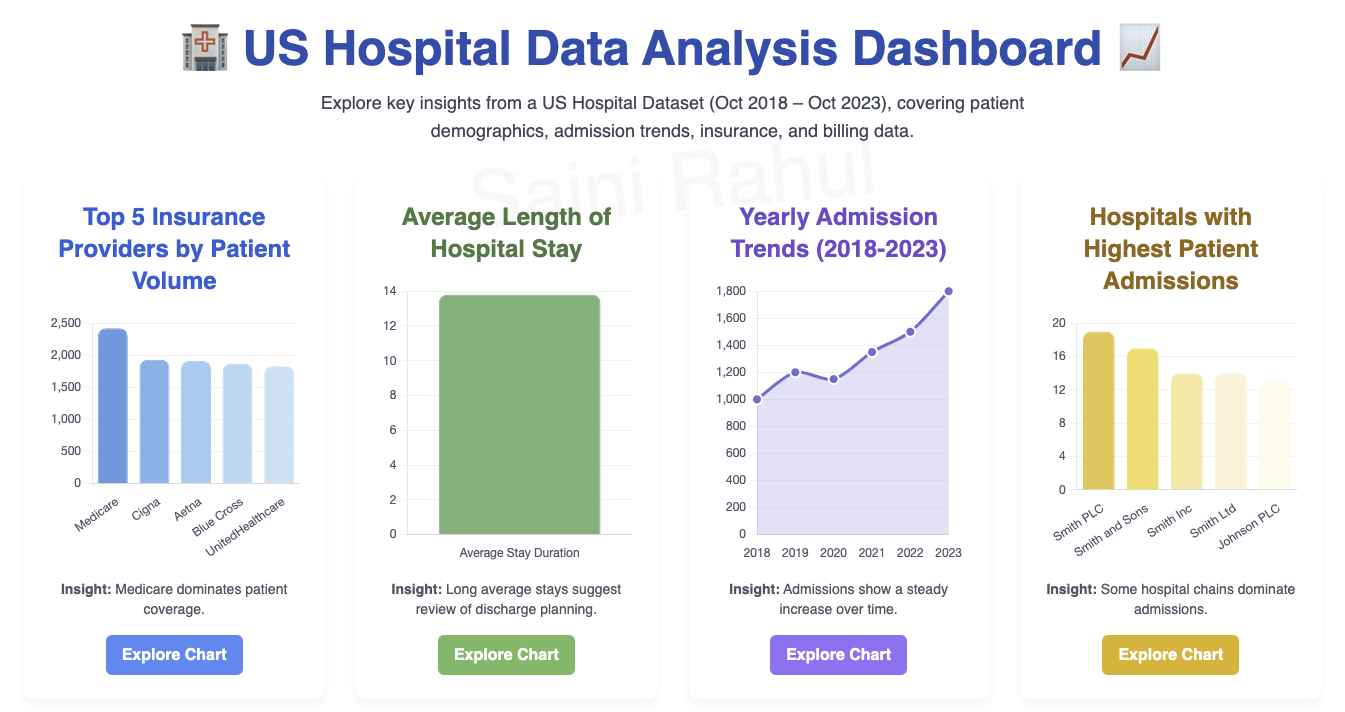 US Hospital Data Analysis Dashboard
Explore key insights from a US Hospital Dataset (Oct 2018 – Oct 2023), covering patient
demographics, admission trends, insurance, and billing data.
Saini Rahul
Top 5 Insurance
Providers by Patient
Volume
2,500
2,000
1,500
1,000
500
0
Medicare
Cigna
Aetna
Blue Cross
UnitedHealthcare
Insight: Medicare dominates patient
coverage.
Explore Chart
Average Length of
Hospital Stay
14
12
10
8
6
4
2
0
Average Stay Duration
Insight: Long average stays suggest
review of discharge planning.
Explore Chart
Yearly Admission
Trends (2018-2023)
1,800
1,600
1,400
1,200
1,000
800
600
400
200
0
2018 2019 2020 2021 2022 2023
Insight: Admissions show a steady
increase over time.
Explore Chart
Hospitals with
Highest Patient
Admissions
20
16
12
8
4
0
Smith PLC
Smith and Sons
Smith Inc
Smith Ltd
Johnson PLC
Insight: Some hospital chains dominate
admissions.
Explore Chart